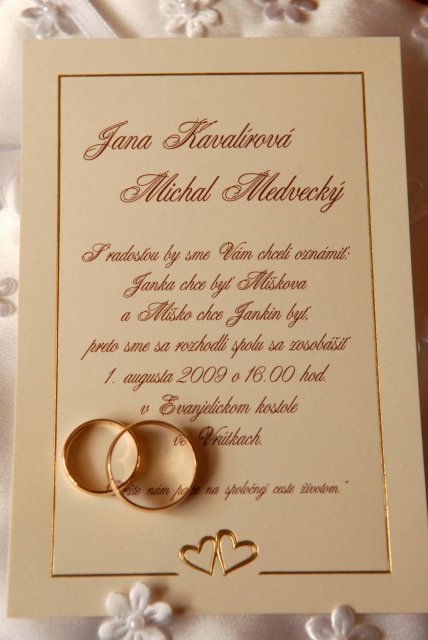 Jana Kavalírová
Michal Medvecký
S radosťou by sme Vám chceli oznámiť:
Janka chce byť Miškova
a Miško chce Jankin byť,
preto sme sa rozhodli spolu sa zosobášiť
1. augusta 2009 o 16.00 hod.
v Evanjelickom kostole
vo Vrútkach.
nám na spoločnej ceste životom."